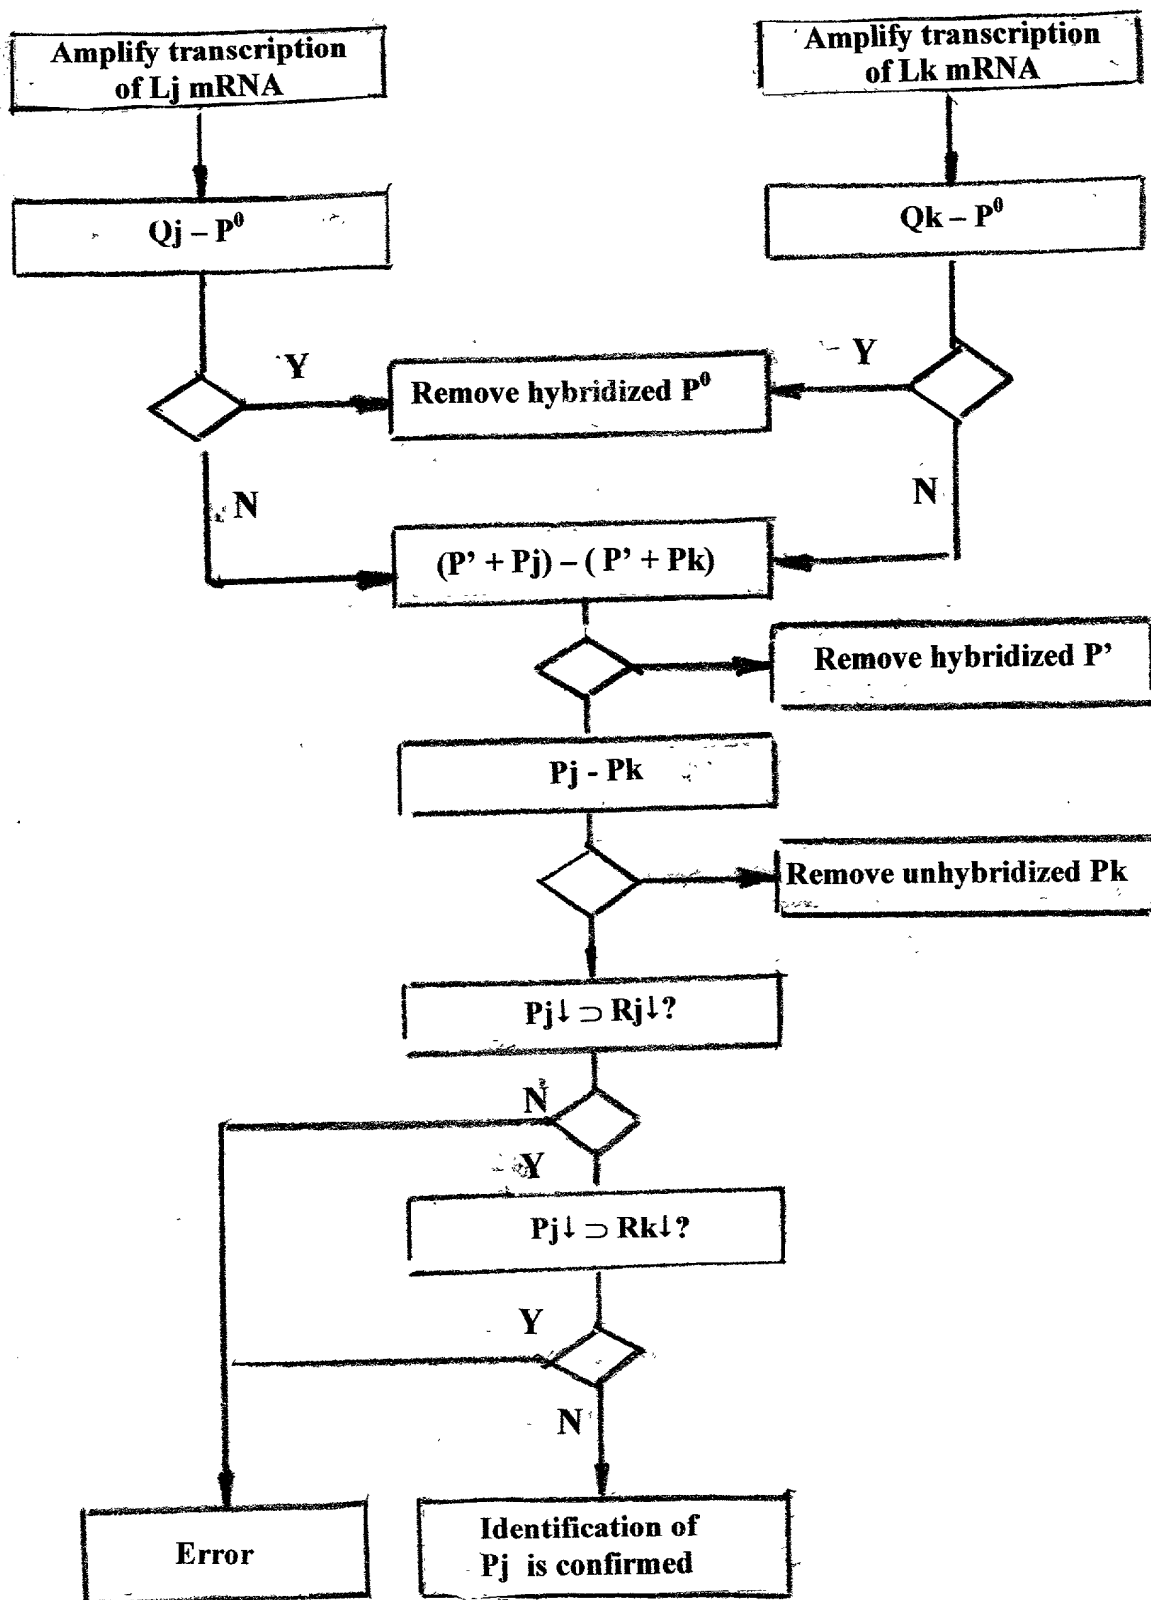 Amplify transcription
of Lj mRNA
Amplify transcription
of Lk mRNA
Qj – P⁰
Qk – P⁰
Y
Remove hybridized P⁰
Y
N
N
(P’ + Pj) – ( P’ + Pk)
Remove hybridized P’
Pj - Pk
Remove unhybridized Pk
Pj↓ ⊃ Rj↓?
N
Y
Pj↓ ⊃ Rk↓?
Y
N
Error
Identification of
Pj is confirmed